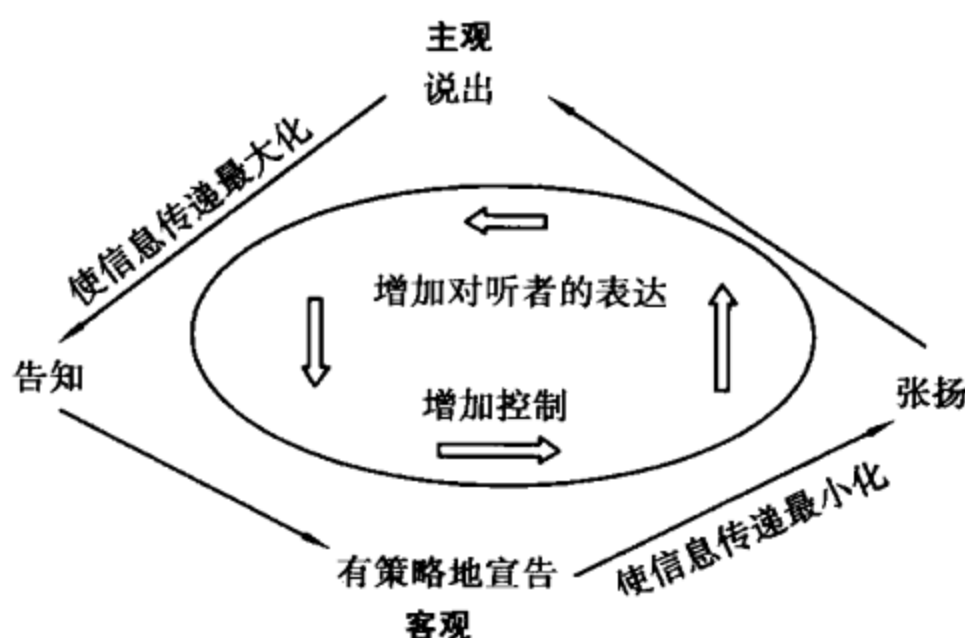 主观
说出
使信息传递最大化
增加对听者的表达
告知
增加控制
张扬
有策略地宣告
使信息传递最小化
客观